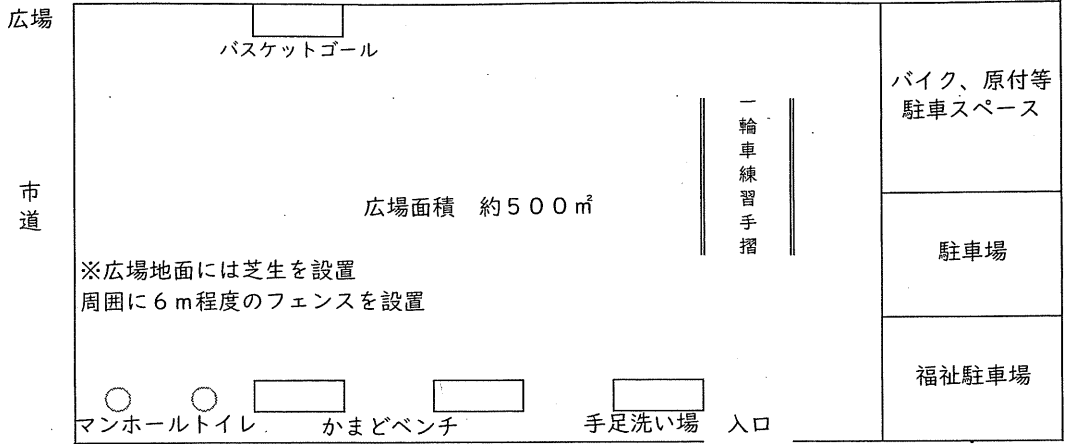 広場
バスケットゴール
バイク、原付等
駐車スペース
市道
一輪車練習手摺
広場面積 約500㎡
駐車場
※広場地面には芝生を設置
周囲に6m程度のフェンスを設置
福祉駐車場
マンホールトイレ
かまどベンチ
手足洗い場
入口